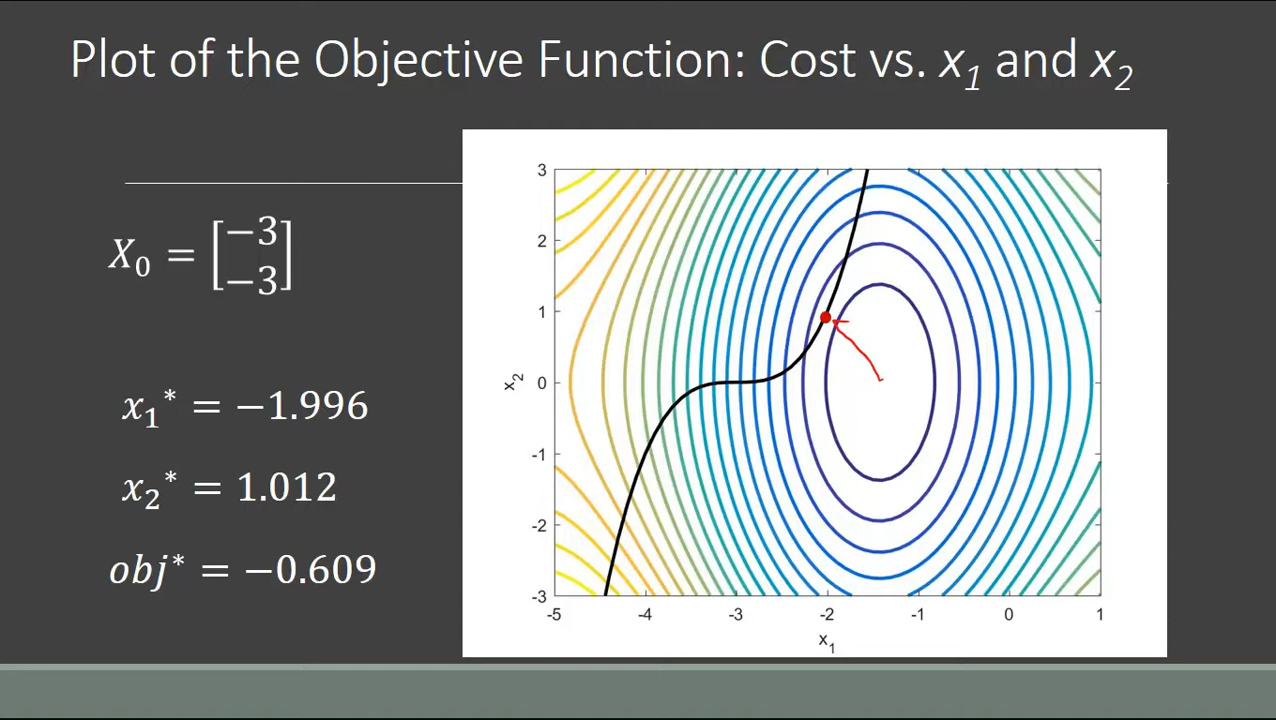 Plot of the Objective Function: Cost vs. x₁ and x₂
X₀ = [−3
−3]
x₁* = −1.996
x₂* = 1.012
obj* = −0.609
3
2
1
0
-1
-2
-3
x₂
-5 -4 -3 -2 -1 0 1
x₁